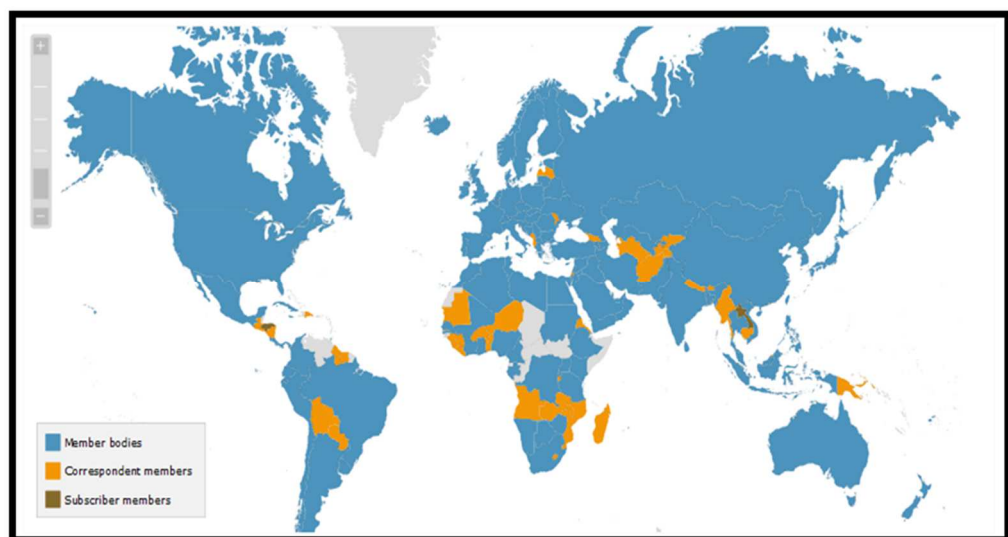 +
−
Member bodies
Correspondent members
Subscriber members